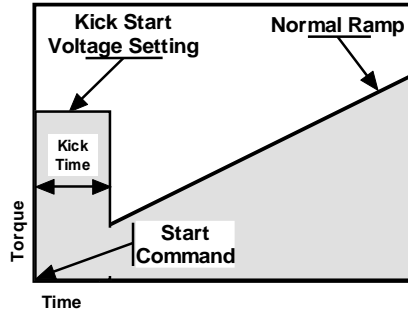 Kick Start
Voltage Setting
Normal Ramp
Kick
Time
Torque
Start
Command
Time